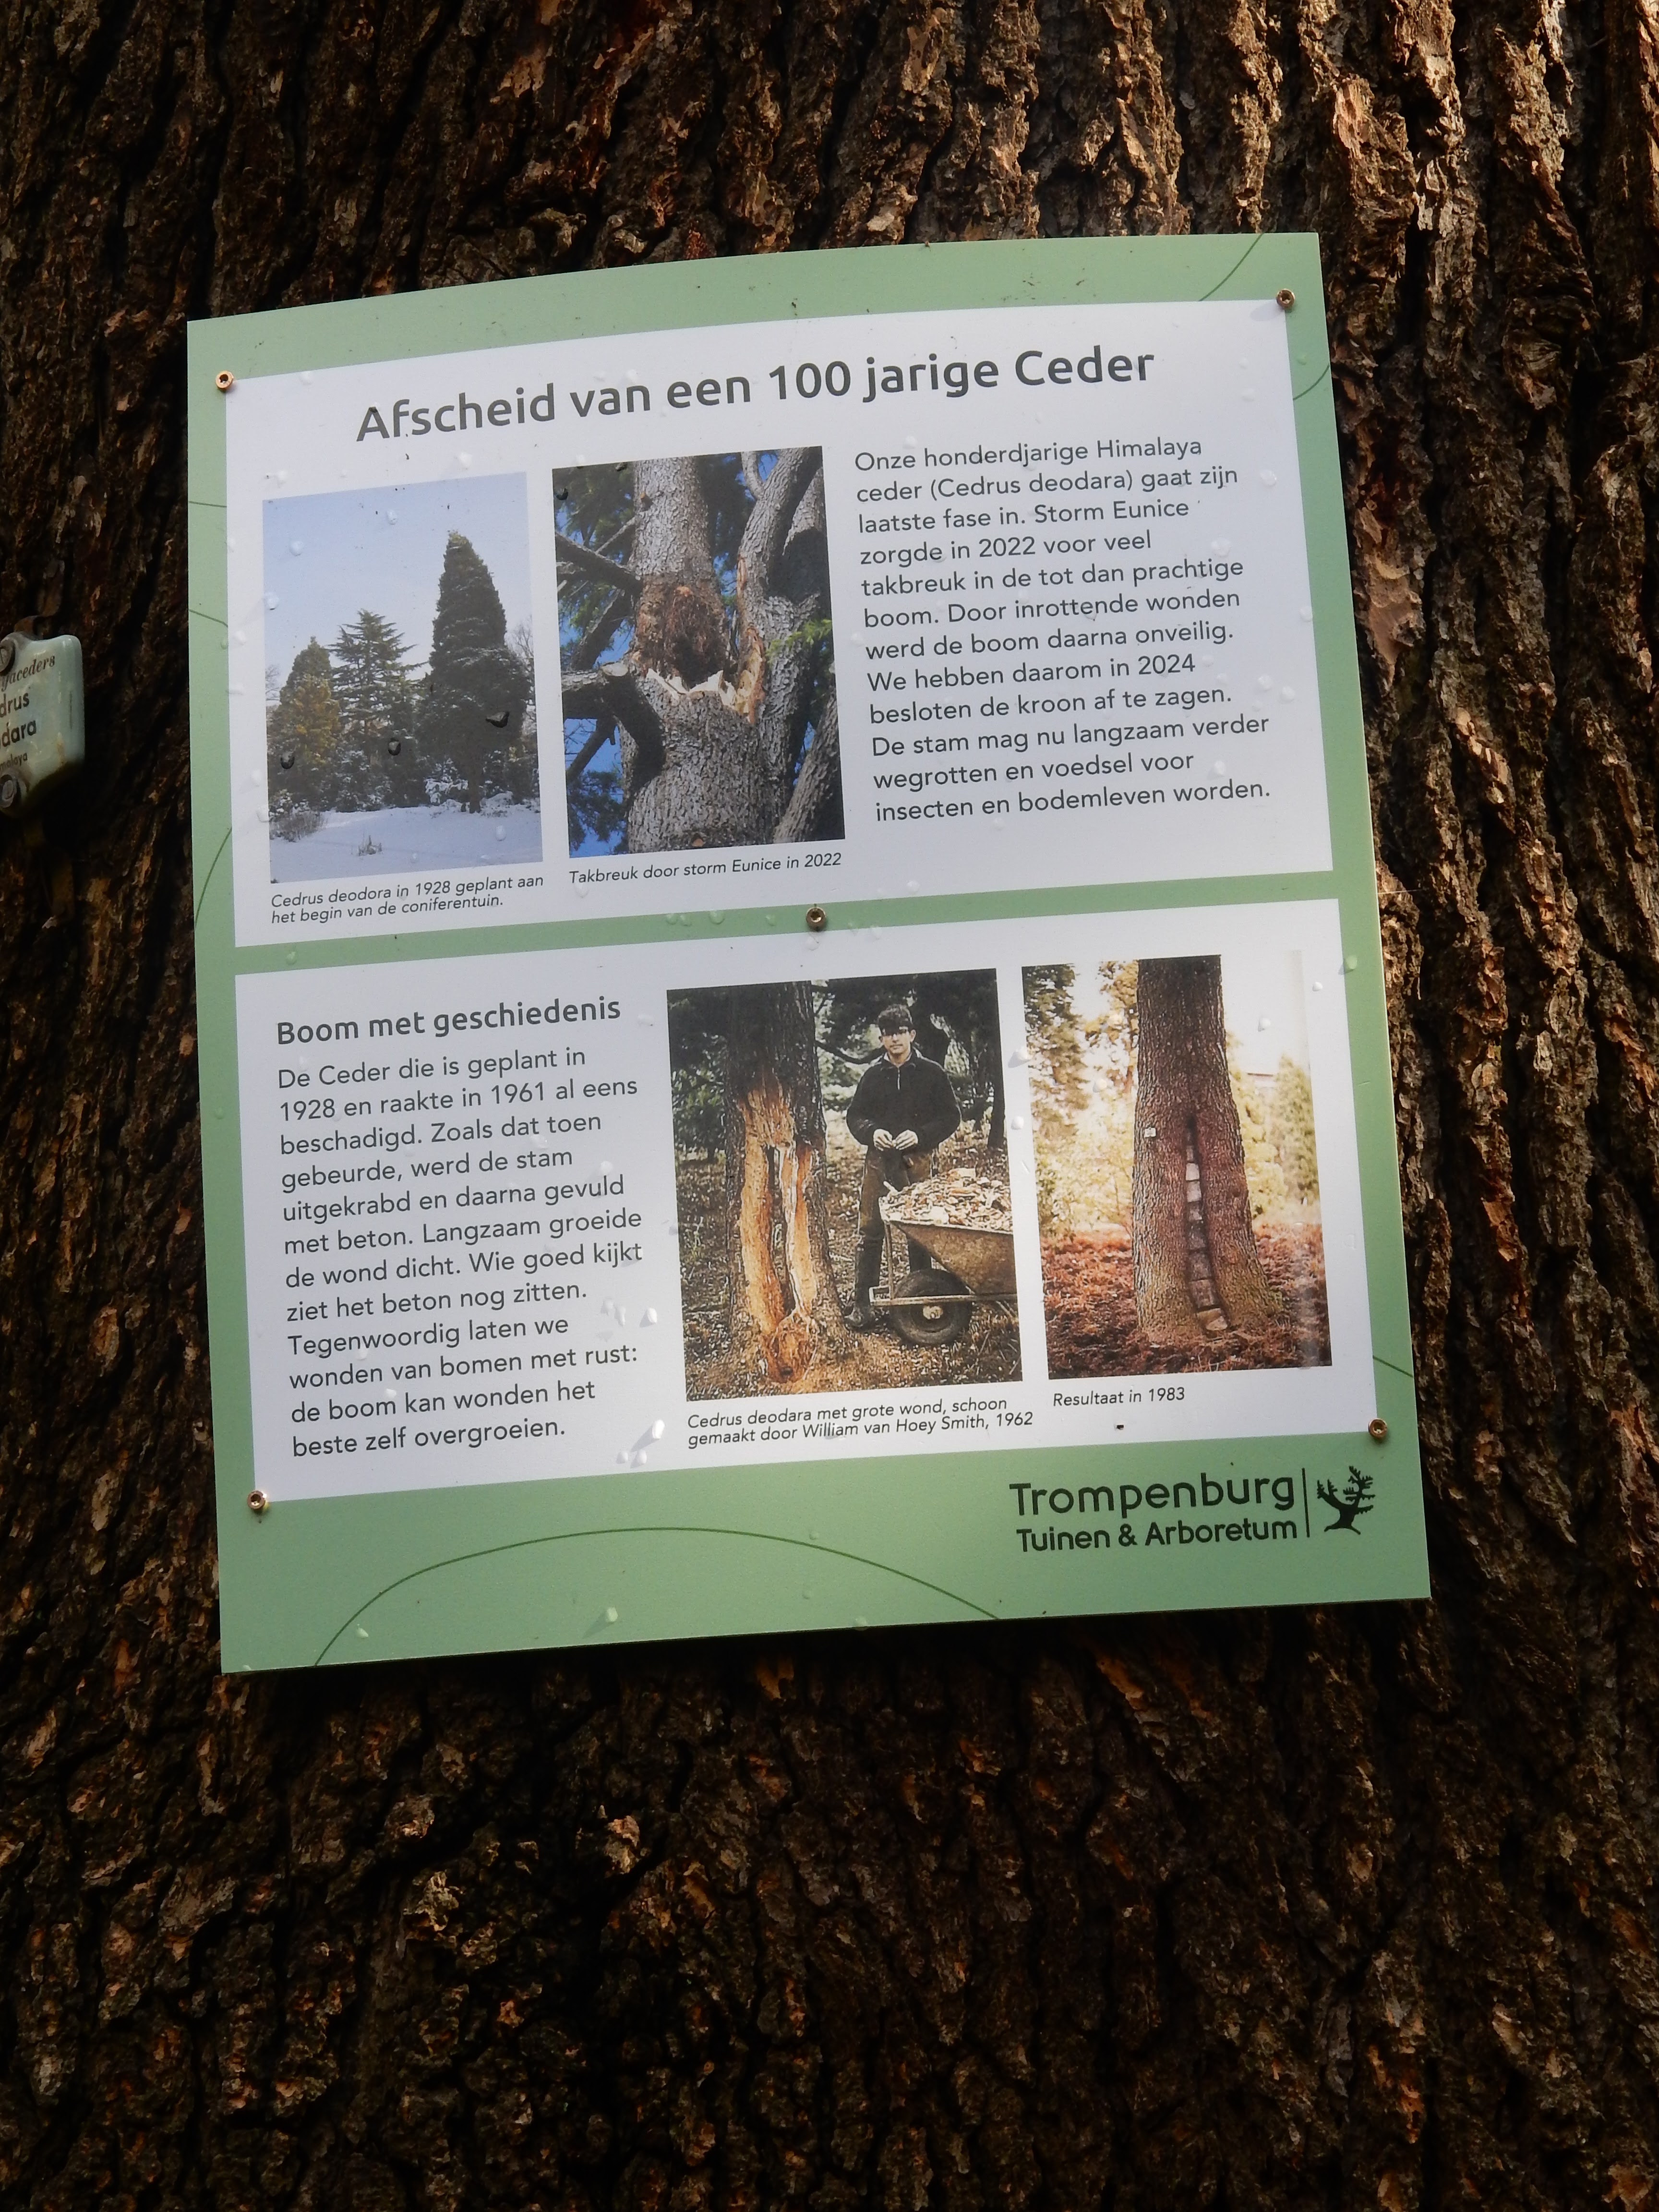 Afscheid van een 100 jarige Ceder
Onze honderdjarige Himalaya
ceder (Cedrus deodara) gaat zijn
laatste fase in. Storm Eunice
zorgde in 2022 voor veel
takbreuk in de tot dan prachtige
boom. Door inrottende wonden
werd de boom daarna onveilig.
We hebben daarom in 2024
besloten de kroon af te zagen.
De stam mag nu langzaam verder
wegrotten en voedsel voor
insecten en bodemleven worden.
Cedrus deodora in 1928 geplant aan
het begin van de coniferentuin.
Takbreuk door storm Eunice in 2022
Boom met geschiedenis
De Ceder die is geplant in
1928 en raakte in 1961 al eens
beschadigd. Zoals dat toen
gebeurde, werd de stam
uitgekrabd en daarna gevuld
met beton. Langzaam groeide
de wond dicht. Wie goed kijkt
ziet het beton nog zitten.
Tegenwoordig laten we
wonden van bomen met rust:
de boom kan wonden het
beste zelf overgroeien.
Cedrus deodara met grote wond, schoon
gemaakt door William van Hoey Smith, 1962
Resultaat in 1983
Trompenburg
Tuinen & Arboretum